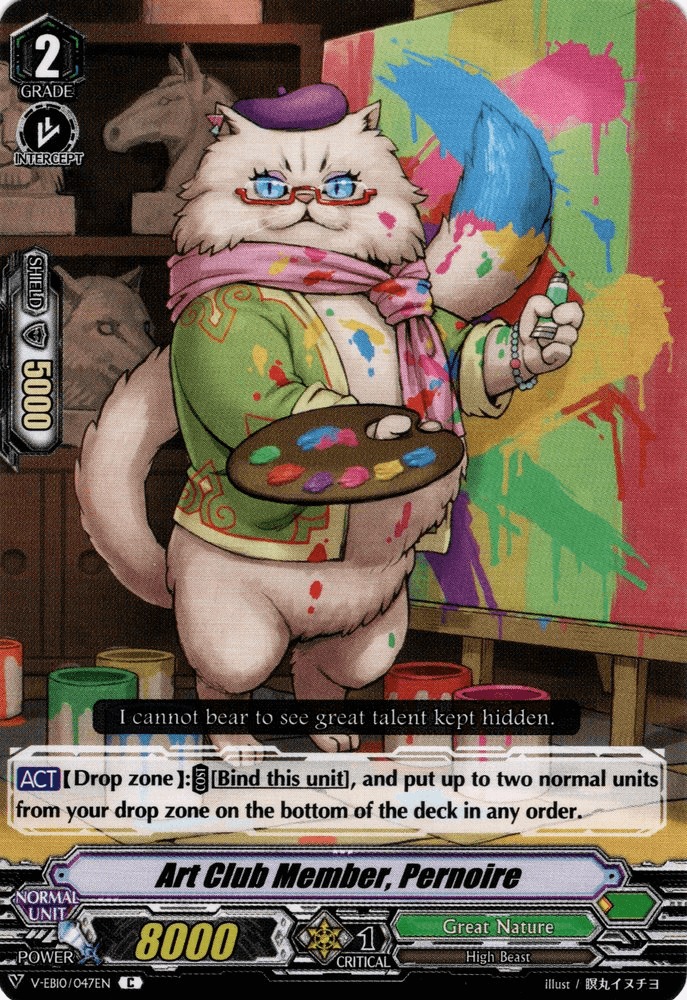 2
GRADE
INTERCEPT
SHIELD
5000
I cannot bear to see great talent kept hidden.
ACT【Drop zone】:COST[Bind this unit], and put up to two normal units
from your drop zone on the bottom of the deck in any order.
Art Club Member, Pernoire
NORMAL
UNIT
POWER 8000
1
CRITICAL
Great Nature
High Beast
V-EB10/047EN C
illust / 瞑丸イヌチヨ